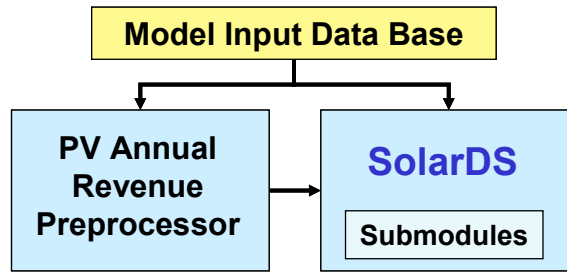 Model Input Data Base
PV Annual
Revenue
Preprocessor
SolarDS
Submodules